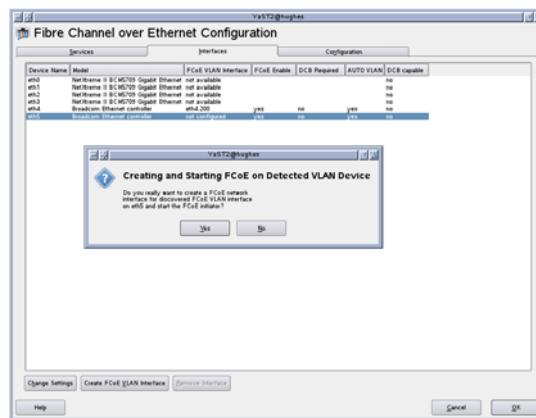 YaST2@hughes
Fibre Channel over Ethernet Configuration
Services Interfaces Configuration
Device Name Model FCoE VLAN Interface FCoE Enable DCB Required AUTO VLAN DCB capable
eth0 NetXtreme II BCM5709 Gigabit Ethernet not available no
eth1 NetXtreme II BCM5709 Gigabit Ethernet not available no
eth2 NetXtreme II BCM5709 Gigabit Ethernet not available no
eth3 NetXtreme II BCM5709 Gigabit Ethernet not available no
eth4 Broadcom Ethernet controller eth4.200 yes no yes no
eth5 Broadcom Ethernet controller not configured yes no yes no
YaST2@hughes
Creating and Starting FCoE on Detected VLAN Device
Do you really want to create a FCoE network
interface for discovered FCoE VLAN interface
on eth5 and start the FCoE initiator?
Yes No
Change Settings Create FCoE VLAN Interface Remove Interface
Help Cancel OK